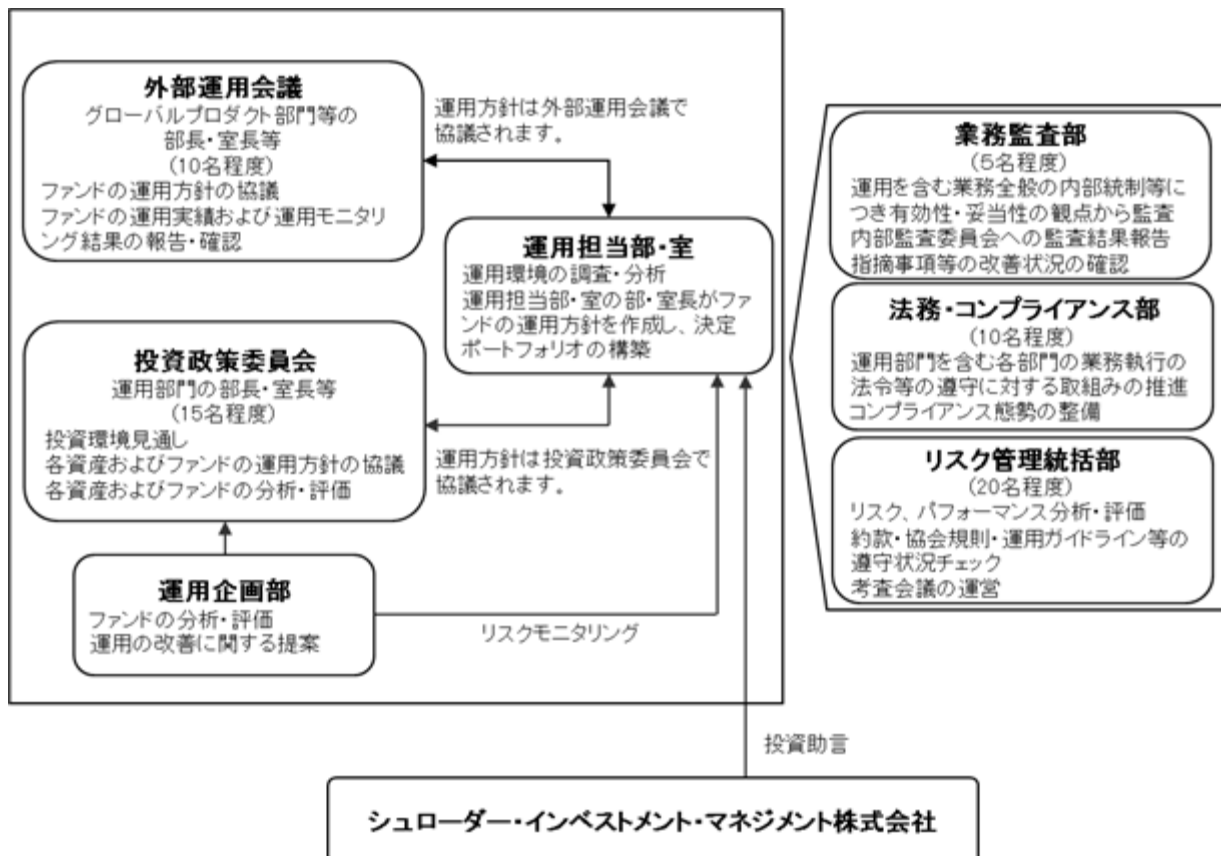 外部運用会議
グローバルプロダクト部門等の
部長・室長等
(10名程度)
ファンドの運用方針の協議
ファンドの運用実績および運用モニタリ
ング結果の報告・確認
運用方針は外部運用会議で
協議されます。
運用担当部・室
運用環境の調査・分析
運用担当部・室の部・室長がファ
ンドの運用方針を作成し、決定
ポートフォリオの構築
投資政策委員会
運用部門の部長・室長等
(15名程度)
投資環境見通し
各資産およびファンドの運用方針の協議
各資産およびファンドの分析・評価
運用方針は投資政策委員会で
協議されます。
運用企画部
ファンドの分析・評価
運用の改善に関する提案
リスクモニタリング
業務監査部
(5名程度)
運用を含む業務全般の内部統制等に
つき有効性・妥当性の観点から監査
内部監査委員会への監査結果報告
指摘事項等の改善状況の確認
法務・コンプライアンス部
(10名程度)
運用部門を含む各部門の業務執行の
法令等の遵守に対する取組みの推進
コンプライアンス態勢の整備
リスク管理統括部
(20名程度)
リスク、パフォーマンス分析・評価
約款・協会規則・運用ガイドライン等の
遵守状況チェック
考査会議の運営
投資助言
シュローダー・インベストメント・マネジメント株式会社